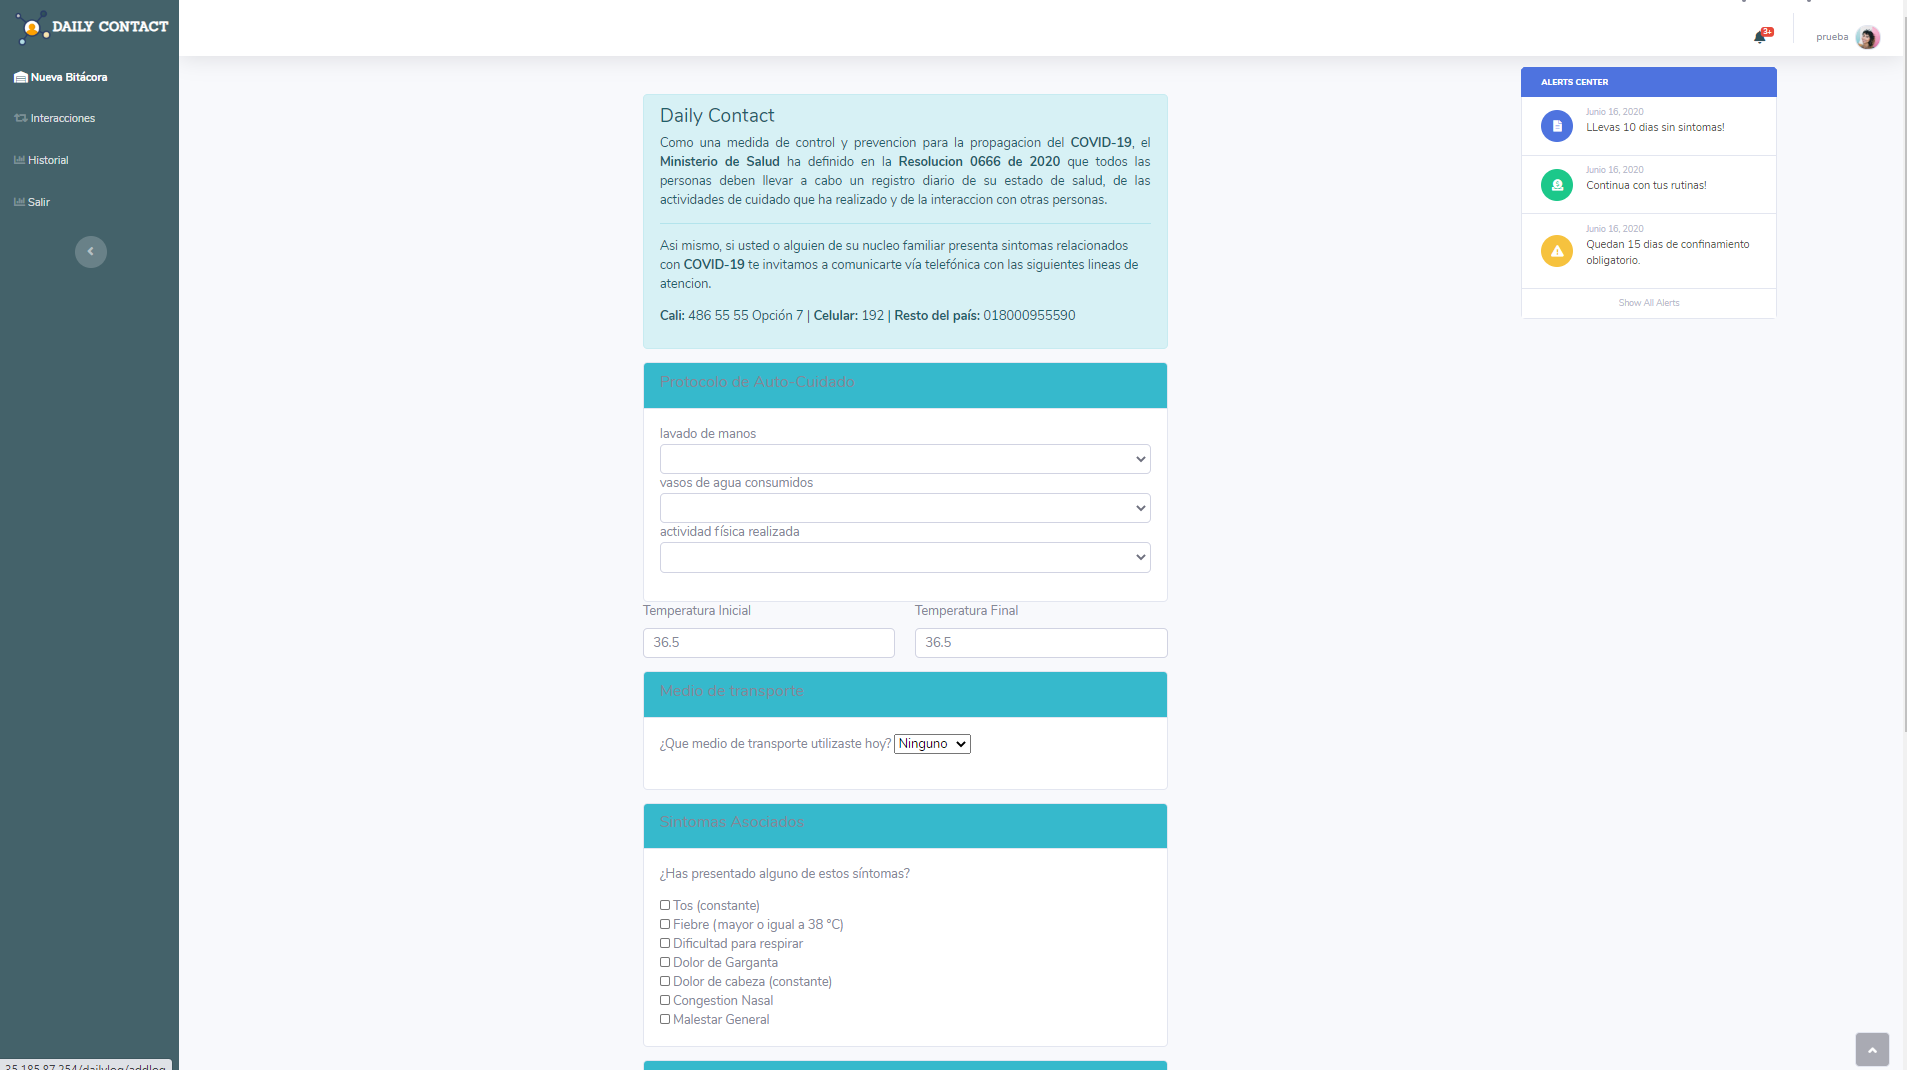 DAILY CONTACT
Nueva Bitácora
Interacciones
Historial
Salir
3+
prueba
ALERTS CENTER
Junio 16, 2020
LLevas 10 dias sin sintomas!
Junio 16, 2020
Continua con tus rutinas!
Junio 16, 2020
Quedan 15 dias de confinamiento
obligatorio.
Show All Alerts
Daily Contact
Como una medida de control y prevencion para la propagacion del COVID-19, el
Ministerio de Salud ha definido en la Resolucion 0666 de 2020 que todos las
personas deben llevar a cabo un registro diario de su estado de salud, de las
actividades de cuidado que ha realizado y de la interaccion con otras personas.
Asi mismo, si usted o alguien de su nucleo familiar presenta sintomas relacionados
con COVID-19 te invitamos a comunicarte vía telefónica con las siguientes lineas de
atencion.
Cali: 486 55 55 Opción 7 | Celular: 192 | Resto del país: 018000955590
Protocolo de Auto-Cuidado
lavado de manos
vasos de agua consumidos
actividad física realizada
Temperatura Inicial
Temperatura Final
36.5
36.5
Medio de transporte
¿Que medio de transporte utilizaste hoy? Ninguno
Sintomas Asociados
¿Has presentado alguno de estos síntomas?
Tos (constante)
Fiebre (mayor o igual a 38 °C)
Dificultad para respirar
Dolor de Garganta
Dolor de cabeza (constante)
Congestion Nasal
Malestar General
35.185.87.254/dailylog/addlog